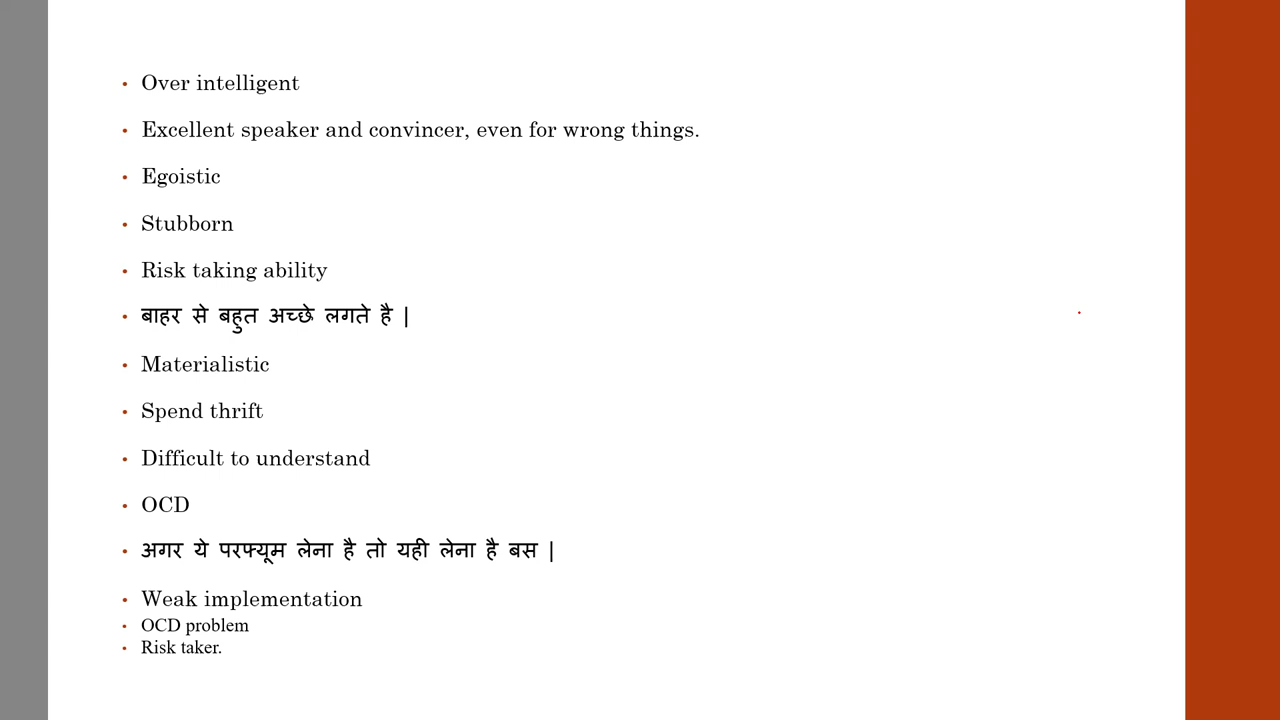 • Over intelligent
• Excellent speaker and convincer, even for wrong things.
• Egoistic
• Stubborn
• Risk taking ability
• बाहर से बहुत अच्छे लगते है |
• Materialistic
• Spend thrift
• Difficult to understand
• OCD
• अगर ये परफ्यूम लेना है तो यही लेना है बस |
• Weak implementation
• OCD problem
• Risk taker.